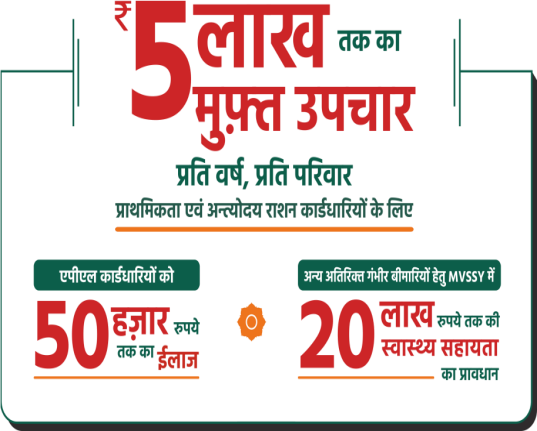 ₹5 लाख तक का
मुफ़्त उपचार
प्रति वर्ष, प्रति परिवार
प्राथमिकता एवं अन्त्योदय राशन कार्डधारियों के लिए
एपीएल कार्डधारियों को
50 हज़ार रुपये
तक का ईलाज
अन्य अतिरिक्त गंभीर बीमारियों हेतु MVSSY में
20 लाख रुपये तक की
स्वास्थ्य सहायता
का प्रावधान